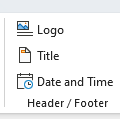 Logo
Title
Date and Time
Header / Footer